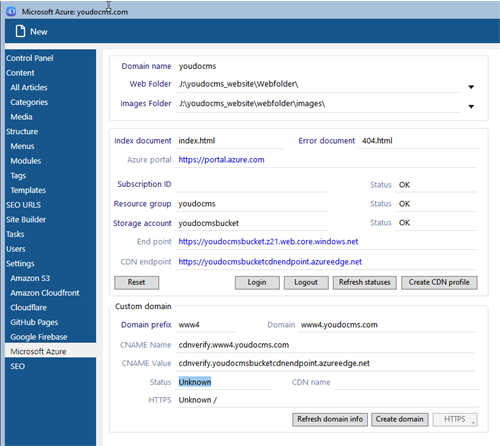 Microsoft Azure: youdocms.com
New
Control Panel
Content
All Articles
Categories
Media
Structure
Menus
Modules
Tags
Templates
SEO URLS
Site Builder
Tasks
Users
Settings
Amazon S3
Amazon Cloudfront
Cloudflare
GitHub Pages
Google Firebase
Microsoft Azure
SEO
Domain name youdocms
Web Folder J:\youdocms_website\Webfolder\
Images Folder J:\youdocms_website\webfolder\images\
Index document index.html Error document 404.html
Azure portal https://portal.azure.com
Subscription ID Status OK
Resource group youdocms Status OK
Storage account youdocmsbucket Status OK
End point https://youdocmsbucket.z21.web.core.windows.net
CDN endpoint https://youdocmsbucketcdnendpoint.azureedge.net
Reset Login Logout Refresh statuses Create CDN profile
Custom domain
Domain prefix www4 Domain www4.youdocms.com
CNAME Name cdnverify.www4.youdocms.com
CNAME Value cdnverify.youdocmsbucketcdnendpoint.azureedge.net
Status Unknown CDN name
HTTPS Unknown /
Refresh domain info Create domain HTTPS